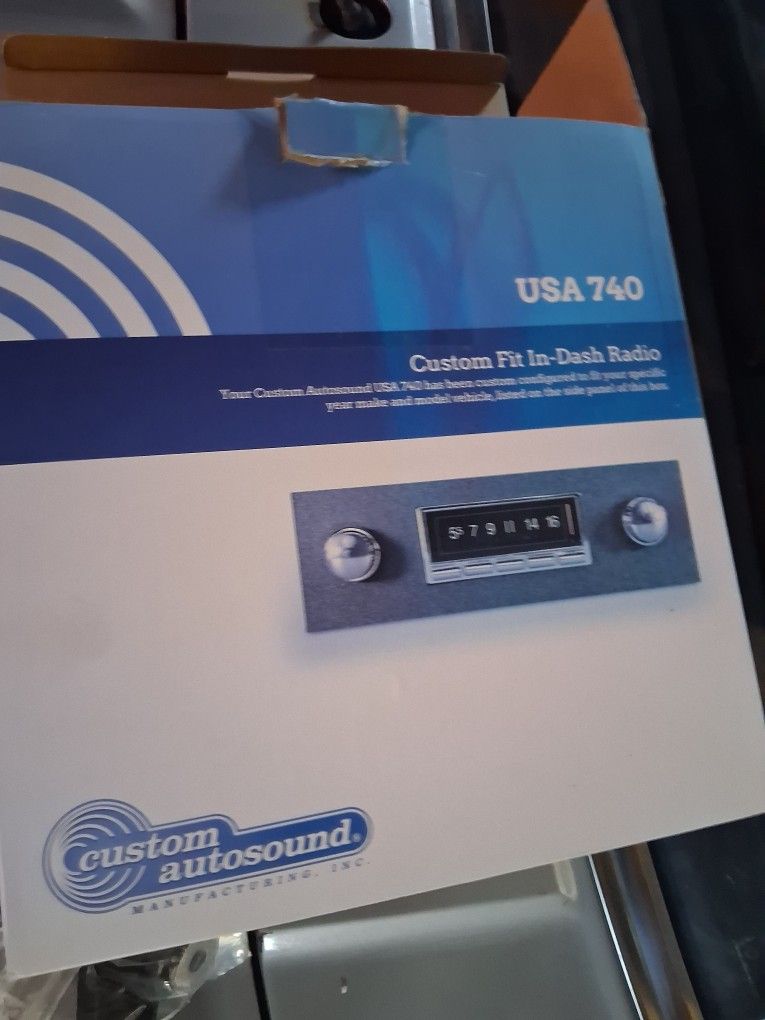 USA 740
Custom Fit In-Dash Radio
Your Custom Autosound USA 740 has been custom configured to fit your specific
year make and model vehicle, listed on the side panel of this box
5⁵ 7 9 11 14 16
custom
autosound®
MANUFACTURING, INC.